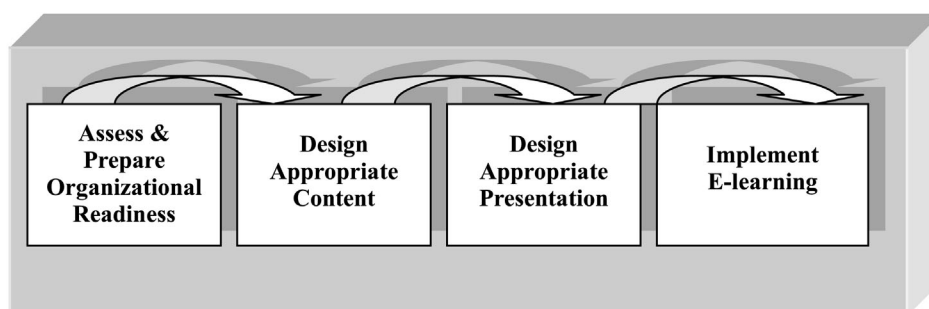 Assess &
Prepare
Organizational
Readiness
Design
Appropriate
Content
Design
Appropriate
Presentation
Implement
E-learning